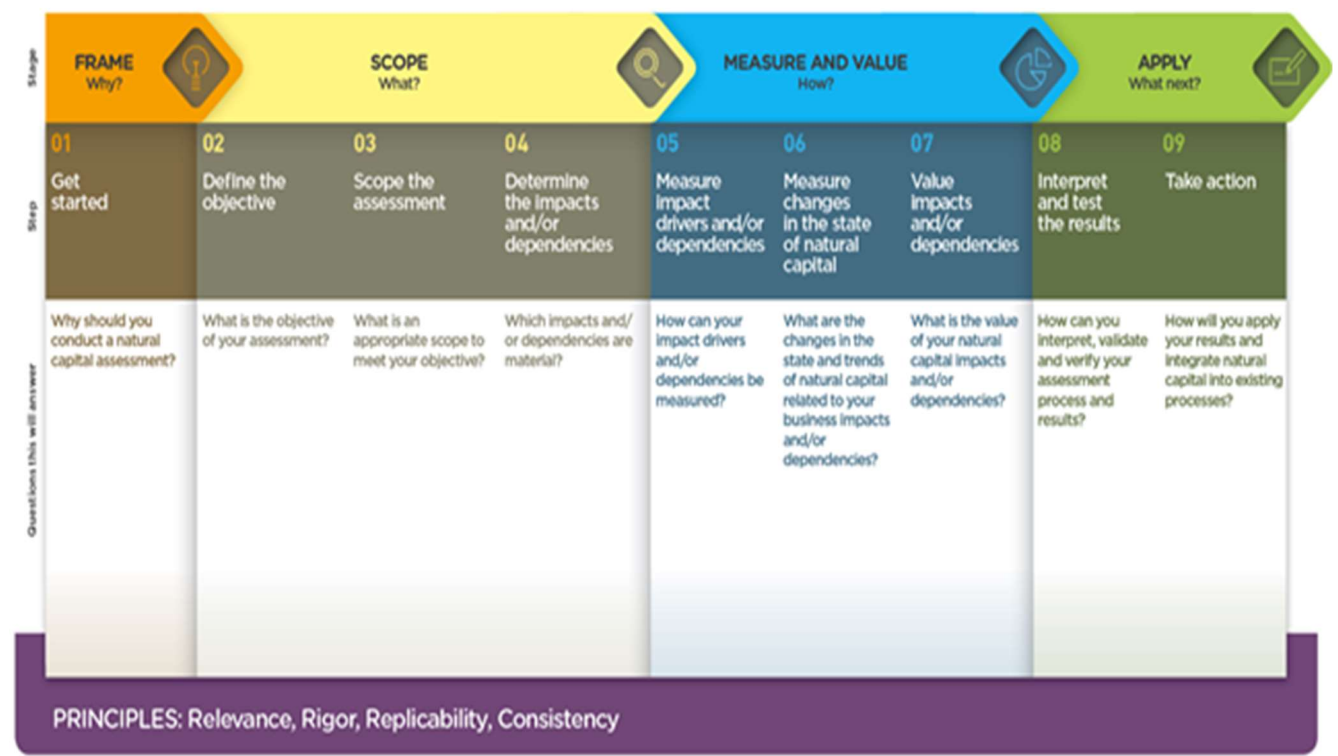 Stage
FRAME
Why?
SCOPE
What?
MEASURE AND VALUE
How?
APPLY
What next?
Step
01
Get
started
02
Define the
objective
03
Scope the
assessment
04
Determine
the impacts
and/or
dependencies
05
Measure
impact
drivers and/or
dependencies
06
Measure
changes
in the state
of natural
capital
07
Value
impacts
and/or
dependencies
08
Interpret
and test
the results
09
Take action
Questions this will answer
Why should you
conduct a natural
capital assessment?
What is the objective
of your assessment?
What is an
appropriate scope to
meet your objective?
Which impacts and/
or dependencies are
material?
How can your
impact drivers
and/or
dependencies be
measured?
What are the
changes in the
state and trends
of natural capital
related to your
business impacts
and/or
dependencies?
What is the value
of your natural
capital impacts
and/or
dependencies?
How can you
interpret, validate
and verify your
assessment
process and
results?
How will you apply
your results and
integrate natural
capital into existing
processes?
PRINCIPLES: Relevance, Rigor, Replicability, Consistency